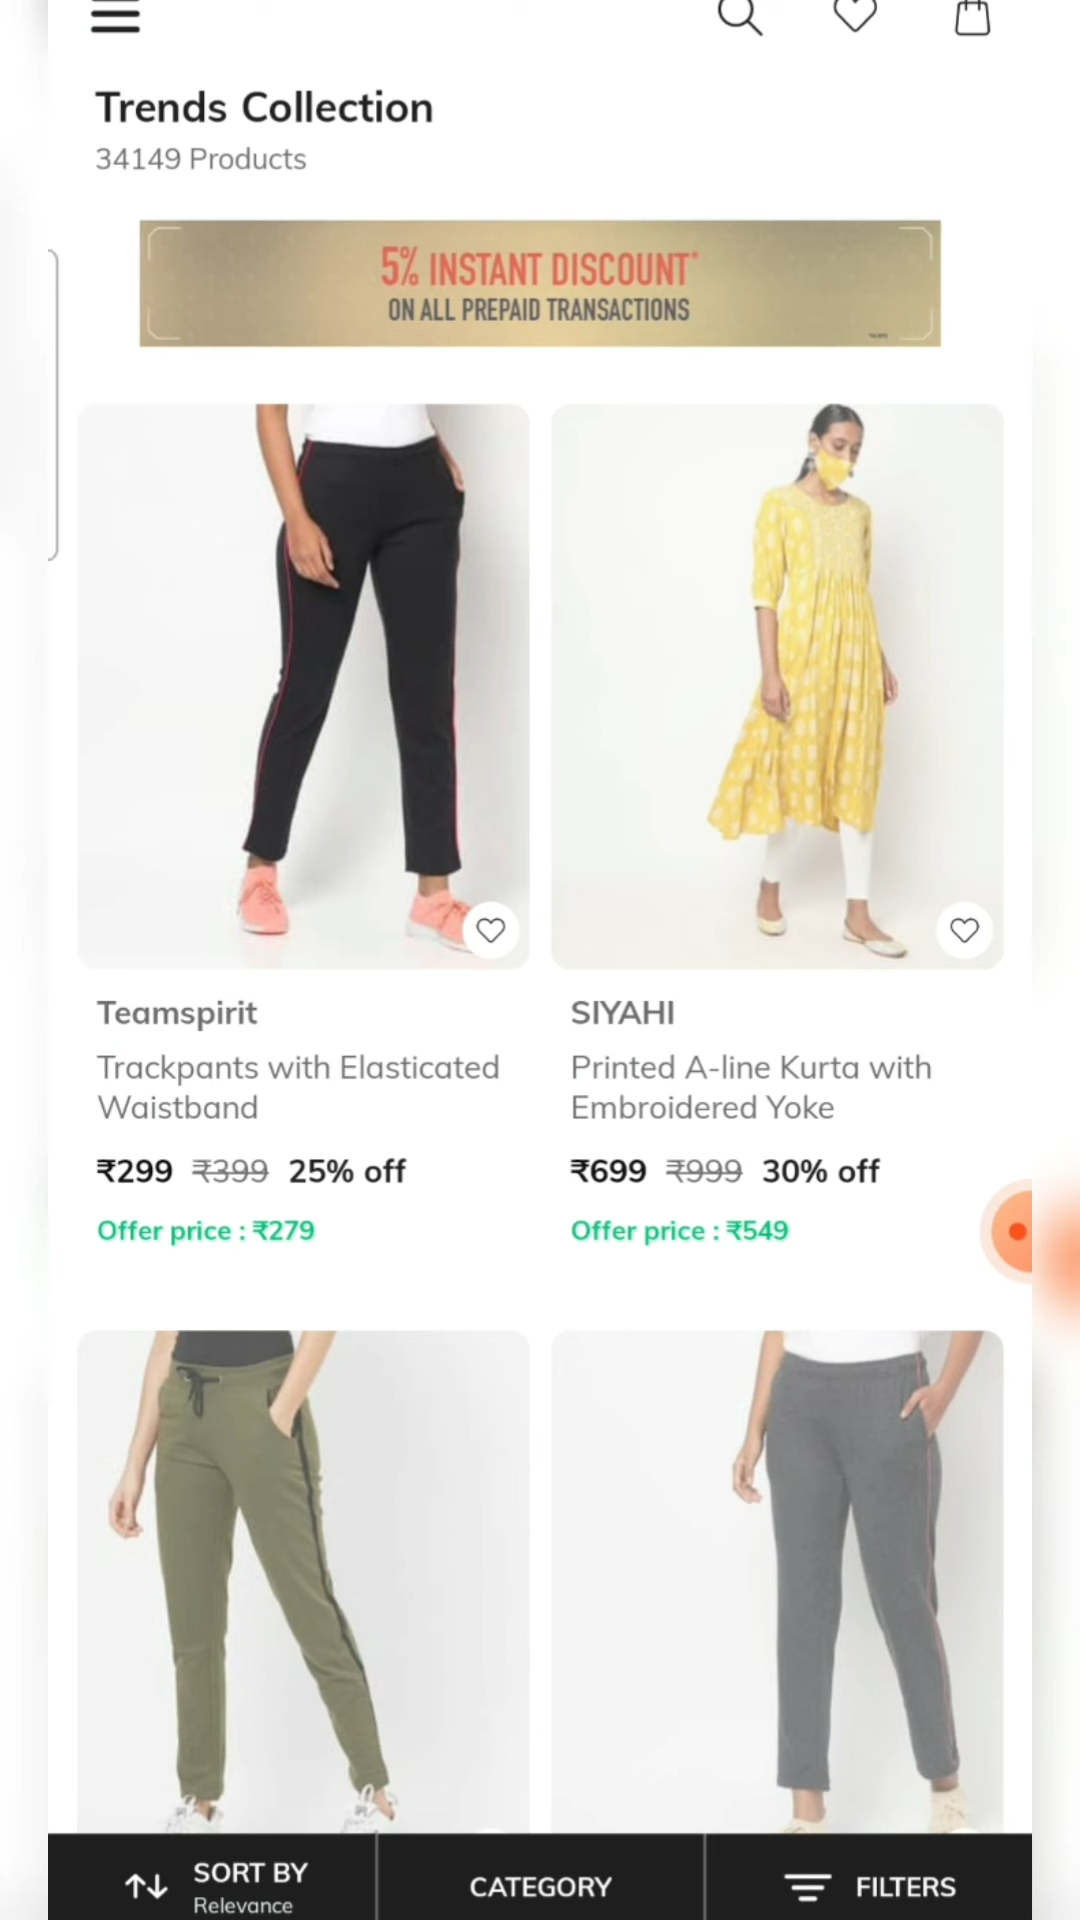 Trends Collection
34149 Products
5% INSTANT DISCOUNT*
ON ALL PREPAID TRANSACTIONS
Teamspirit
Trackpants with Elasticated
Waistband
₹299 ₹399 25% off
Offer price : ₹279
SIYAHI
Printed A-line Kurta with
Embroidered Yoke
₹699 ₹999 30% off
Offer price : ₹549
SORT BY
Relevance
CATEGORY
FILTERS